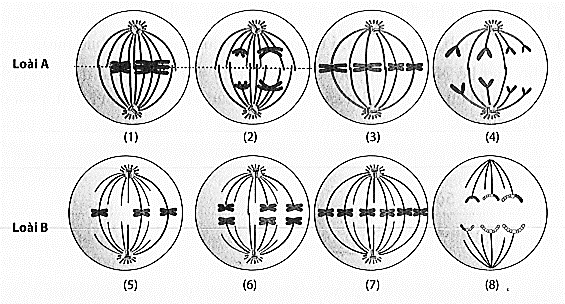 Loài A
(1) (2) (3) (4)
Loài B
(5) (6) (7) (8)